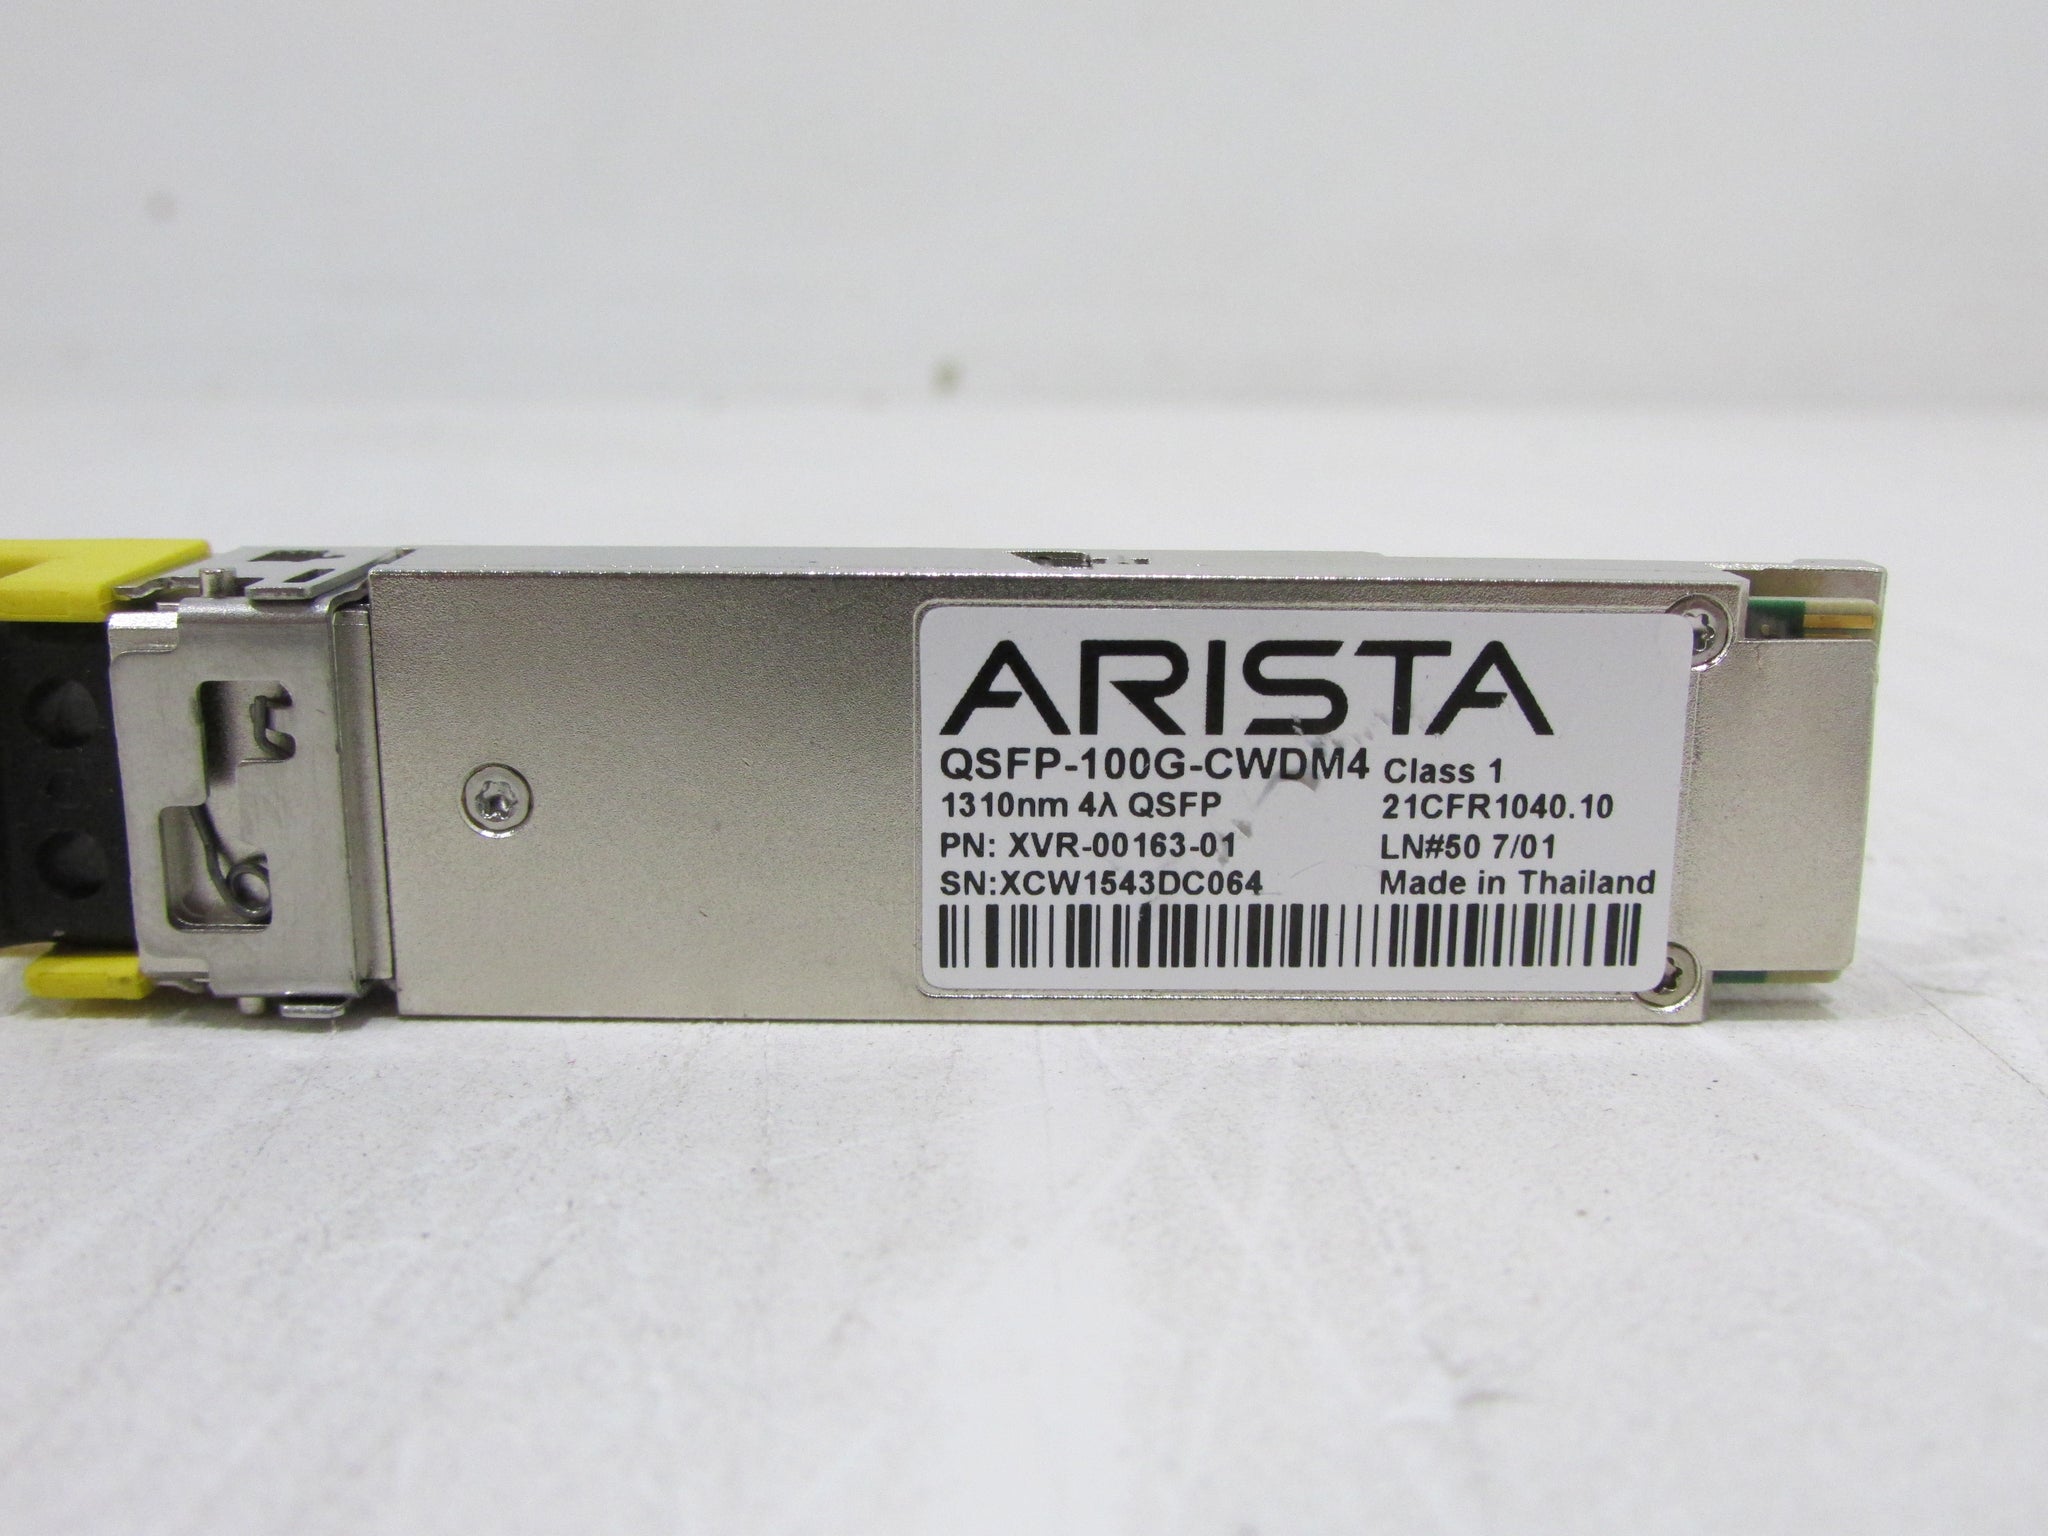 ARISTA
QSFP-100G-CWDM4 Class 1
1310nm 4λ QSFP 21CFR1040.10
PN: XVR-00163-01 LN#50 7/01
SN:XCW1543DC064 Made in Thailand